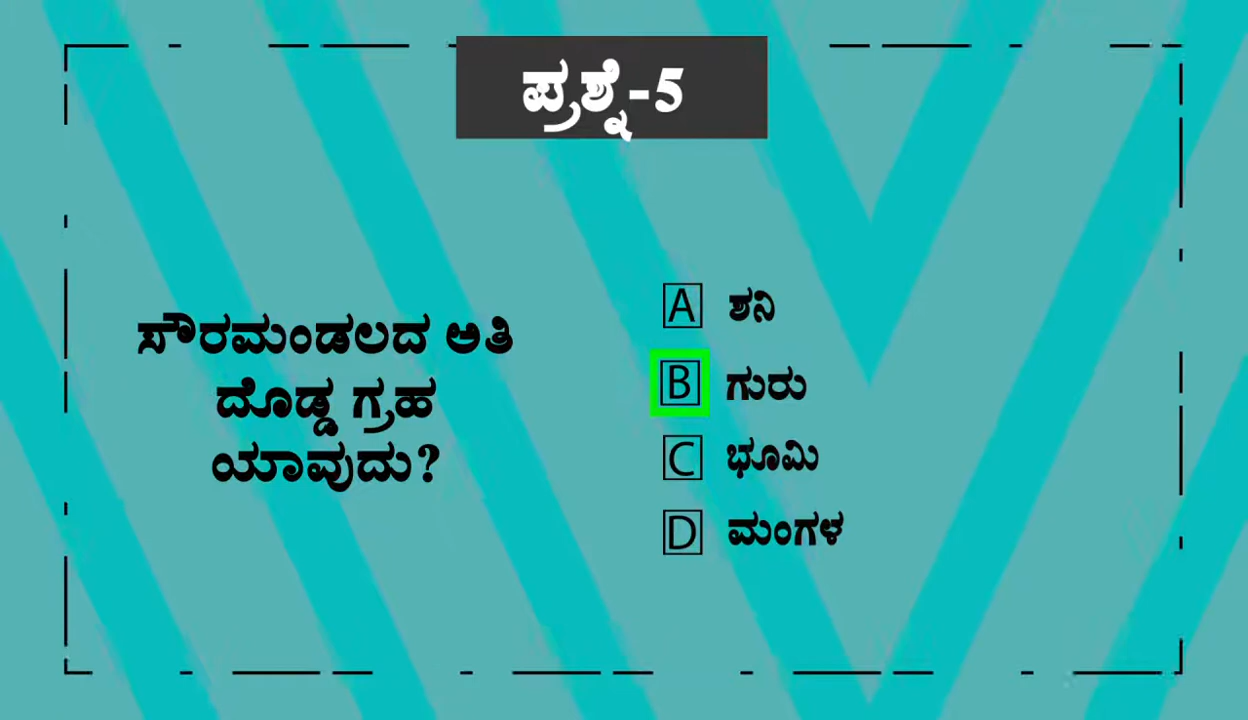 ಪ್ರಶ್ನೆ-5
ಸೌರಮಂಡಲದ ಅತಿ
ದೊಡ್ಡ ಗ್ರಹ
ಯಾವುದು?
A ಶನಿ
B ಗುರು
C ಭೂಮಿ
D ಮಂಗಳ